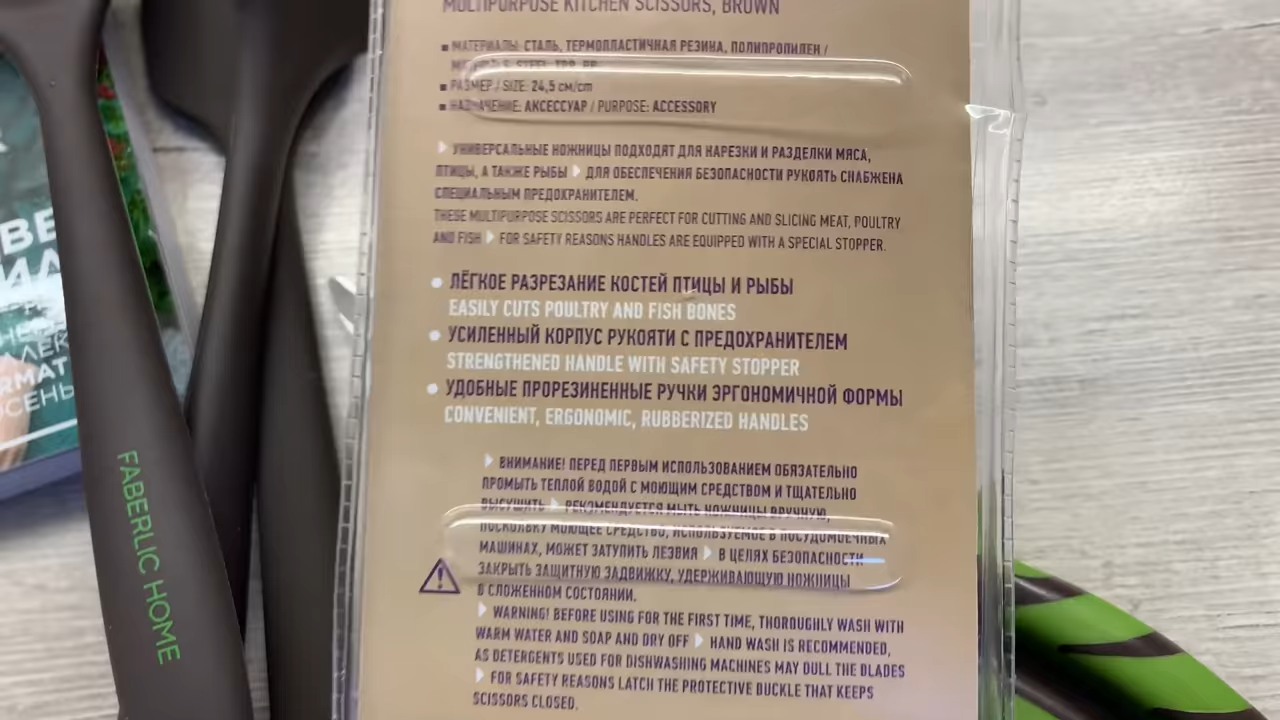 MULTIPURPOSE KITCHEN SCISSORS, BROWN
▪ МАТЕРИАЛЫ: СТАЛЬ, ТЕРМОПЛАСТИЧНАЯ РЕЗИНА, ПОЛИПРОПИЛЕН /
MATERIALS: STEEL, TPR, PP
▪ РАЗМЕР / SIZE: 24,5 см/cm
▪ НАЗНАЧЕНИЕ: АКСЕССУАР / PURPOSE: ACCESSORY
УНИВЕРСАЛЬНЫЕ НОЖНИЦЫ ПОДХОДЯТ ДЛЯ НАРЕЗКИ И РАЗДЕЛКИ МЯСА,
ПТИЦЫ, А ТАКЖЕ РЫБЫ ДЛЯ ОБЕСПЕЧЕНИЯ БЕЗОПАСНОСТИ РУКОЯТЬ СНАБЖЕНА
СПЕЦИАЛЬНЫМ ПРЕДОХРАНИТЕЛЕМ.
THESE MULTIPURPOSE SCISSORS ARE PERFECT FOR CUTTING AND SLICING MEAT, POULTRY
AND FISH FOR SAFETY REASONS HANDLES ARE EQUIPPED WITH A SPECIAL STOPPER.
ЛЁГКОЕ РАЗРЕЗАНИЕ КОСТЕЙ ПТИЦЫ И РЫБЫ
EASILY CUTS POULTRY AND FISH BONES
УСИЛЕННЫЙ КОРПУС РУКОЯТИ С ПРЕДОХРАНИТЕЛЕМ
STRENGTHENED HANDLE WITH SAFETY STOPPER
УДОБНЫЕ ПРОРЕЗИНЕННЫЕ РУЧКИ ЭРГОНОМИЧНОЙ ФОРМЫ
CONVENIENT, ERGONOMIC, RUBBERIZED HANDLES
ВНИМАНИЕ! ПЕРЕД ПЕРВЫМ ИСПОЛЬЗОВАНИЕМ ОБЯЗАТЕЛЬНО
ПРОМЫТЬ ТЕПЛОЙ ВОДОЙ С МОЮЩИМ СРЕДСТВОМ И ТЩАТЕЛЬНО
ВЫСУШИТЬ РЕКОМЕНДУЕТСЯ МЫТЬ НОЖНИЦЫ ВРУЧНУЮ,
ПОСКОЛЬКУ МОЮЩЕЕ СРЕДСТВО, ИСПОЛЬЗУЕМОЕ В ПОСУДОМОЕЧНЫХ
МАШИНАХ, МОЖЕТ ЗАТУПИТЬ ЛЕЗВИЯ В ЦЕЛЯХ БЕЗОПАСНОСТИ
ЗАКРЫТЬ ЗАЩИТНУЮ ЗАДВИЖКУ, УДЕРЖИВАЮЩУЮ НОЖНИЦЫ
В СЛОЖЕННОМ СОСТОЯНИИ.
WARNING! BEFORE USING FOR THE FIRST TIME, THOROUGHLY WASH WITH
WARM WATER AND SOAP AND DRY OFF HAND WASH IS RECOMMENDED,
AS DETERGENTS USED FOR DISHWASHING MACHINES MAY DULL THE BLADES
FOR SAFETY REASONS LATCH THE PROTECTIVE BUCKLE THAT KEEPS
SCISSORS CLOSED.
FABERLIC HOME